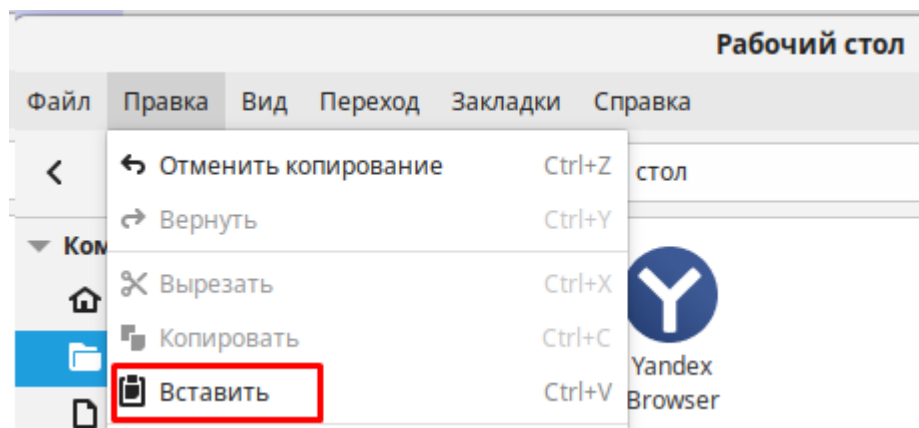 Рабочий стол
Файл Правка Вид Переход Закладки Справка
Отменить копирование Ctrl+Z
стол
Вернуть Ctrl+Y
Ком
Вырезать Ctrl+X
Копировать Ctrl+C
Yandex
Вставить Ctrl+V
Browser